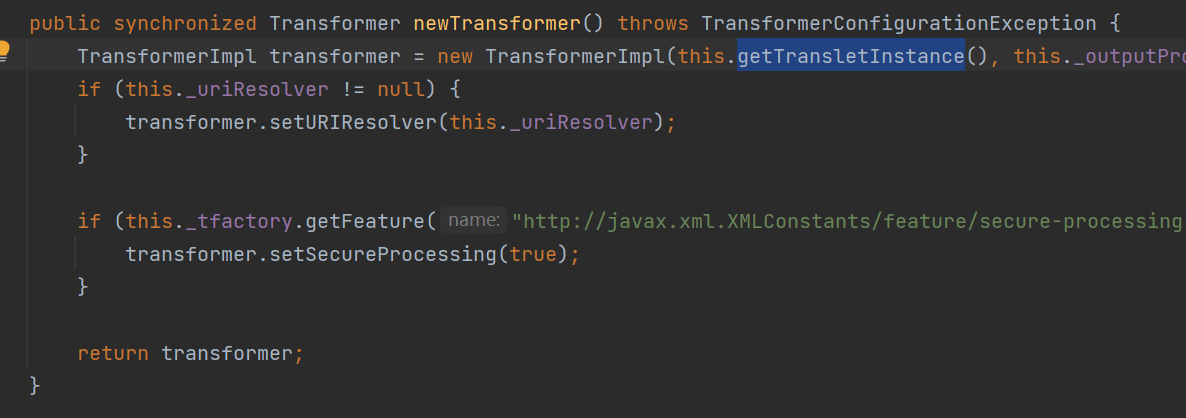 public synchronized Transformer newTransformer() throws TransformerConfigurationException {
TransformerImpl transformer = new TransformerImpl(this.getTransletInstance(), this._outputPro
if (this._uriResolver != null) {
transformer.setURIResolver(this._uriResolver);
}
if (this._tfactory.getFeature( name: "http://javax.xml.XMLConstants/feature/secure-processing
transformer.setSecureProcessing(true);
}
return transformer;
}